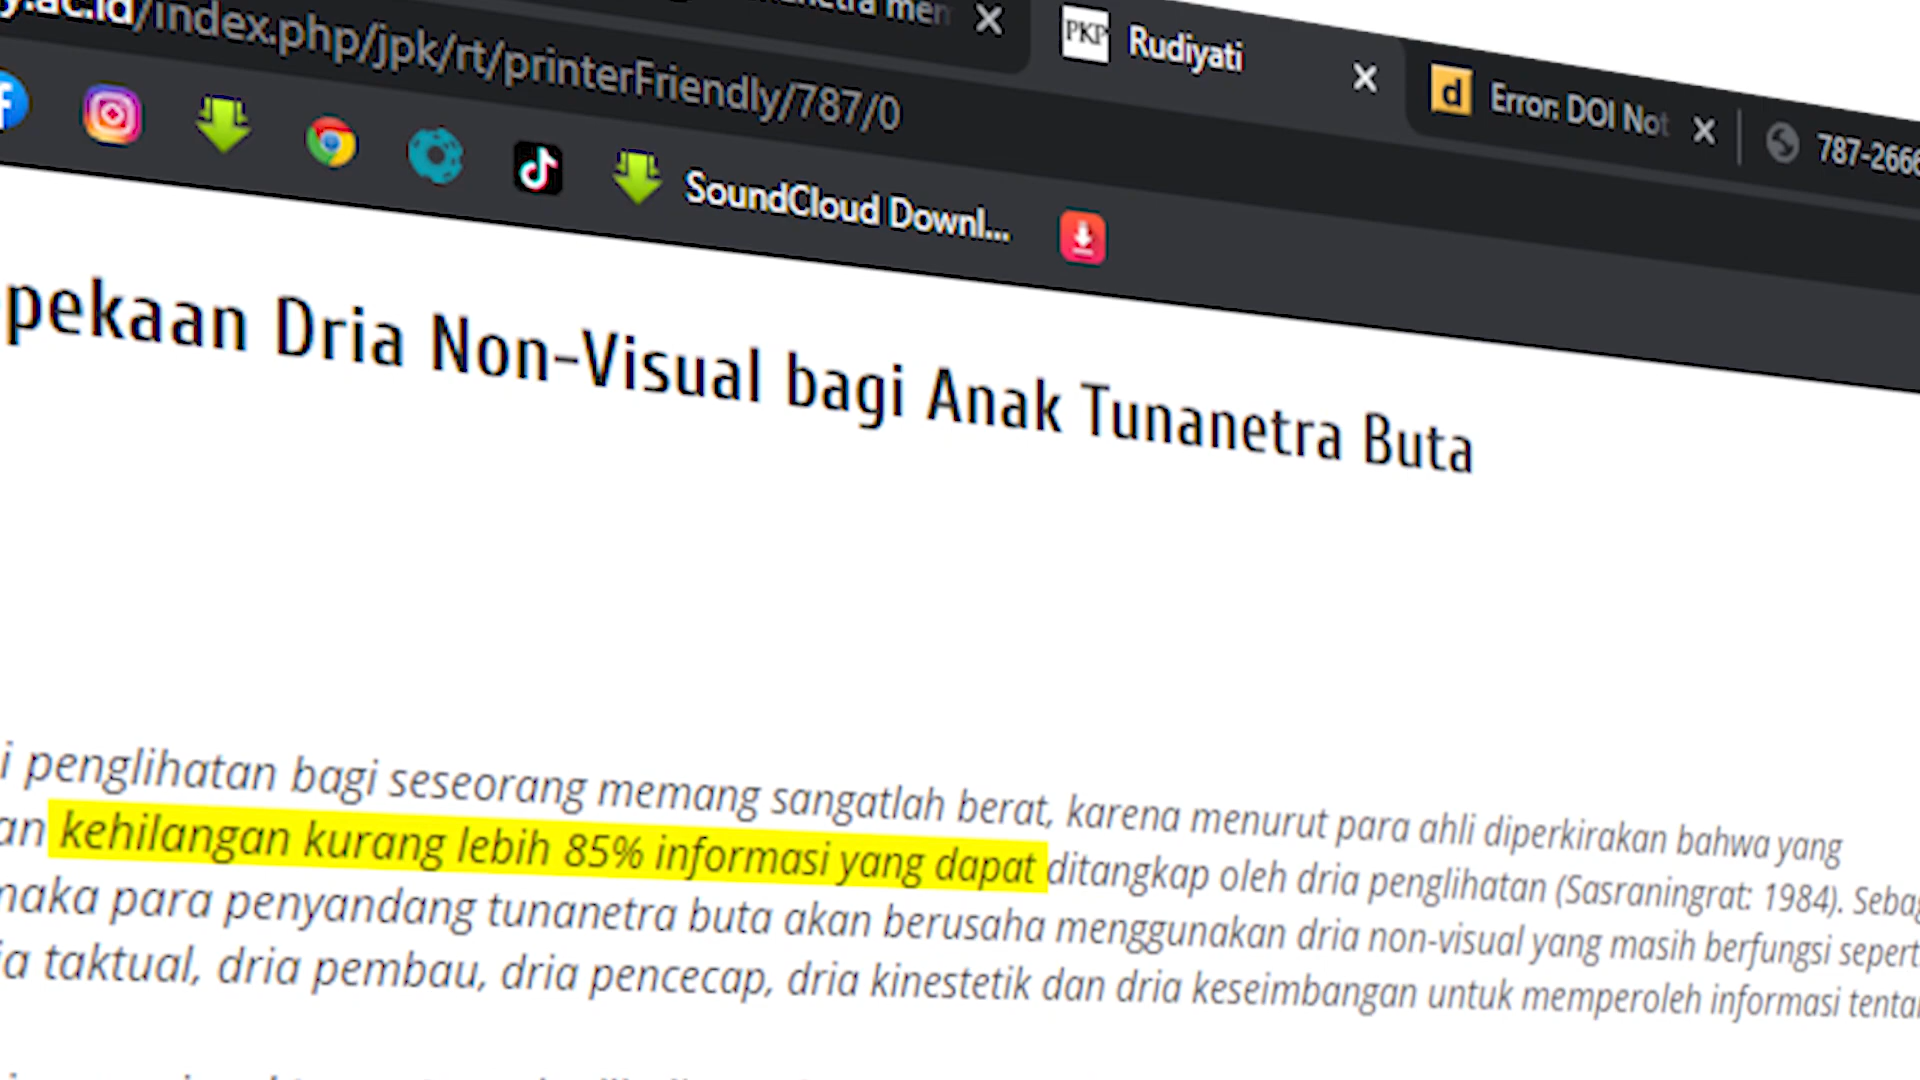 Rudiyati
Error: DOI Not
787-2666
y.ac.id/index.php/jpk/rt/printerFriendly/787/0
SoundCloud Downl...
pekaan Dria Non-Visual bagi Anak Tunanetra Buta
i penglihatan bagi seseorang memang sangatlah berat, karena menurut para ahli diperkirakan bahwa yang
an kehilangan kurang lebih 85% informasi yang dapat ditangkap oleh dria penglihatan (Sasraningrat: 1984). Sebag
maka para penyandang tunanetra buta akan berusaha menggunakan dria non-visual yang masih berfungsi sepert
ia taktual, dria pembau, dria pencecap, dria kinestetik dan dria keseimbangan untuk memperoleh informasi tenta